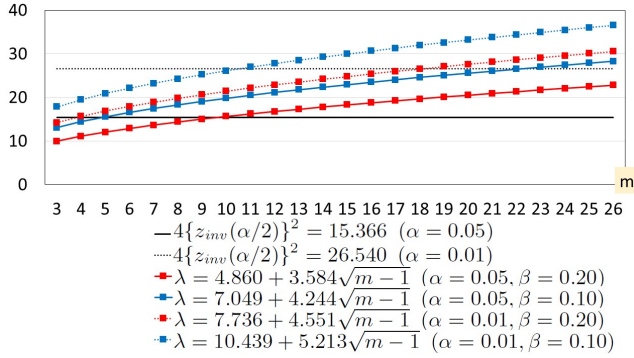 40
30
20
10
0
m
3 4 5 6 7 8 9 10 11 12 13 14 15 16 17 18 19 20 21 22 23 24 25 26
4{z_{inv}(α/2)}² = 15.366 (α = 0.05)
4{z_{inv}(α/2)}² = 26.540 (α = 0.01)
λ = 4.860 + 3.584√(m − 1) (α = 0.05, β = 0.20)
λ = 7.049 + 4.244√(m − 1) (α = 0.05, β = 0.10)
λ = 7.736 + 4.551√(m − 1) (α = 0.01, β = 0.20)
λ = 10.439 + 5.213√(m − 1) (α = 0.01, β = 0.10)